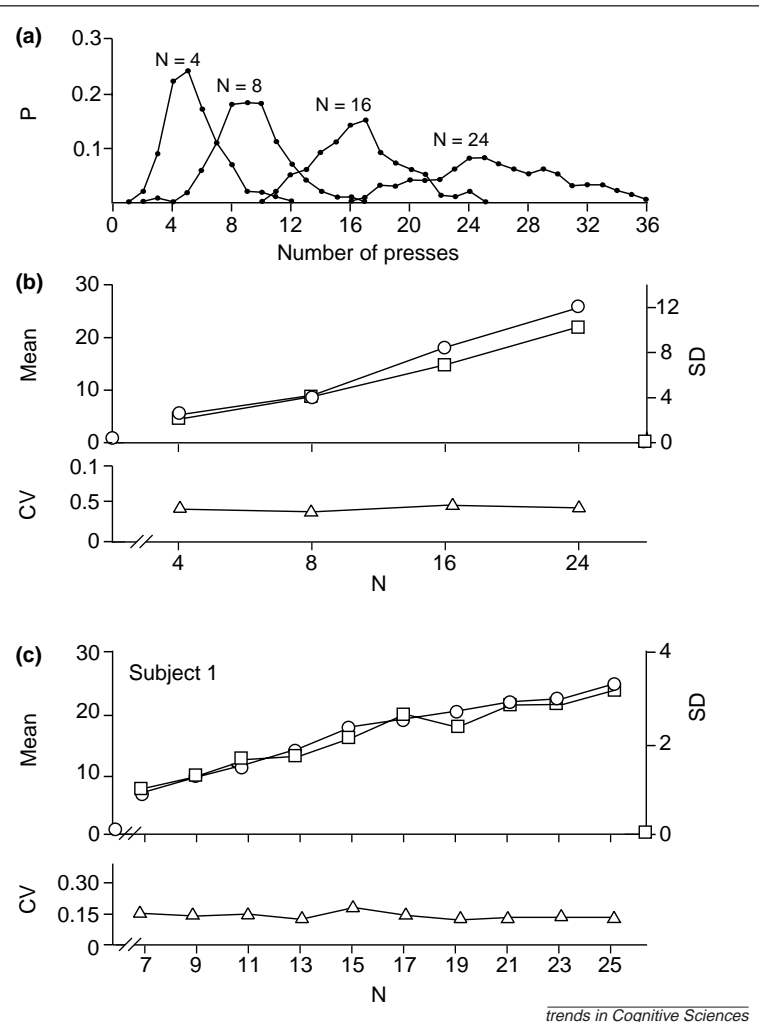 (a)
0.3
0.2
0.1
P
N = 4
N = 8
N = 16
N = 24
0 4 8 12 16 20 24 28 32 36
Number of presses
(b)
30
20
10
0
Mean
12
8
4
0
SD
0.1
0.5
0
CV
4 8 16 24
N
(c)
Subject 1
30
20
10
0
Mean
4
2
0
SD
0.30
0.15
0
CV
7 9 11 13 15 17 19 21 23 25
N
trends in Cognitive Sciences